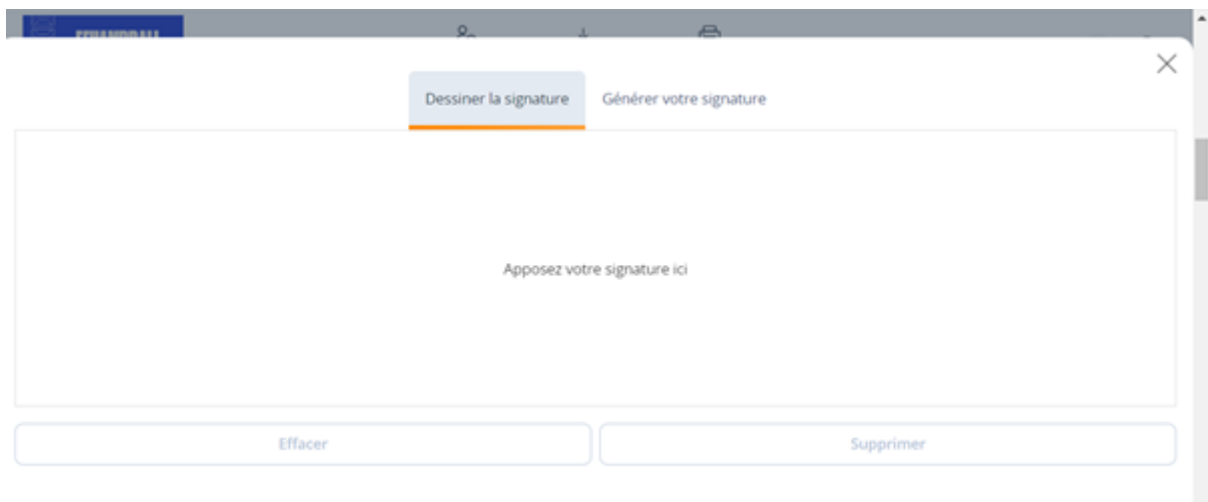 Dessiner la signature
Générer votre signature
Apposez votre signature ici
Effacer
Supprimer